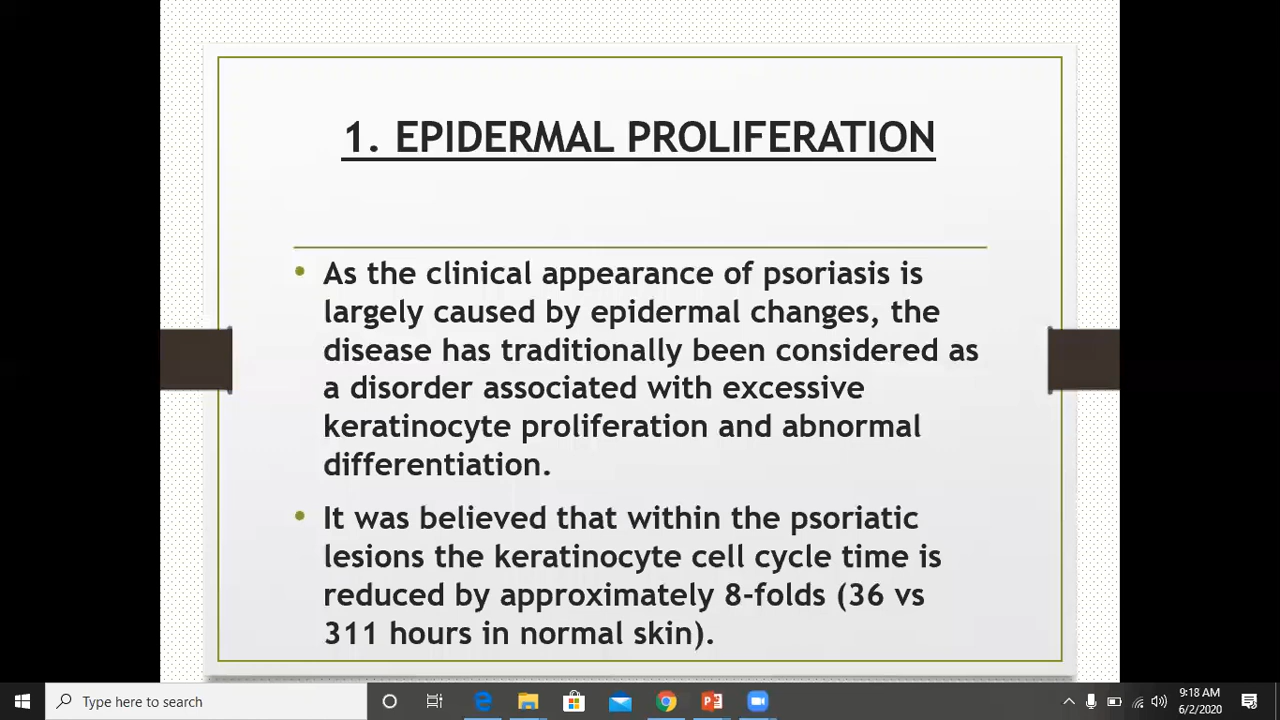 1. EPIDERMAL PROLIFERATION
• As the clinical appearance of psoriasis is
largely caused by epidermal changes, the
disease has traditionally been considered as
a disorder associated with excessive
keratinocyte proliferation and abnormal
differentiation.
• It was believed that within the psoriatic
lesions the keratinocyte cell cycle time is
reduced by approximately 8-folds (36 vs
311 hours in normal skin).
Type here to search
9:18 AM
6/2/2020